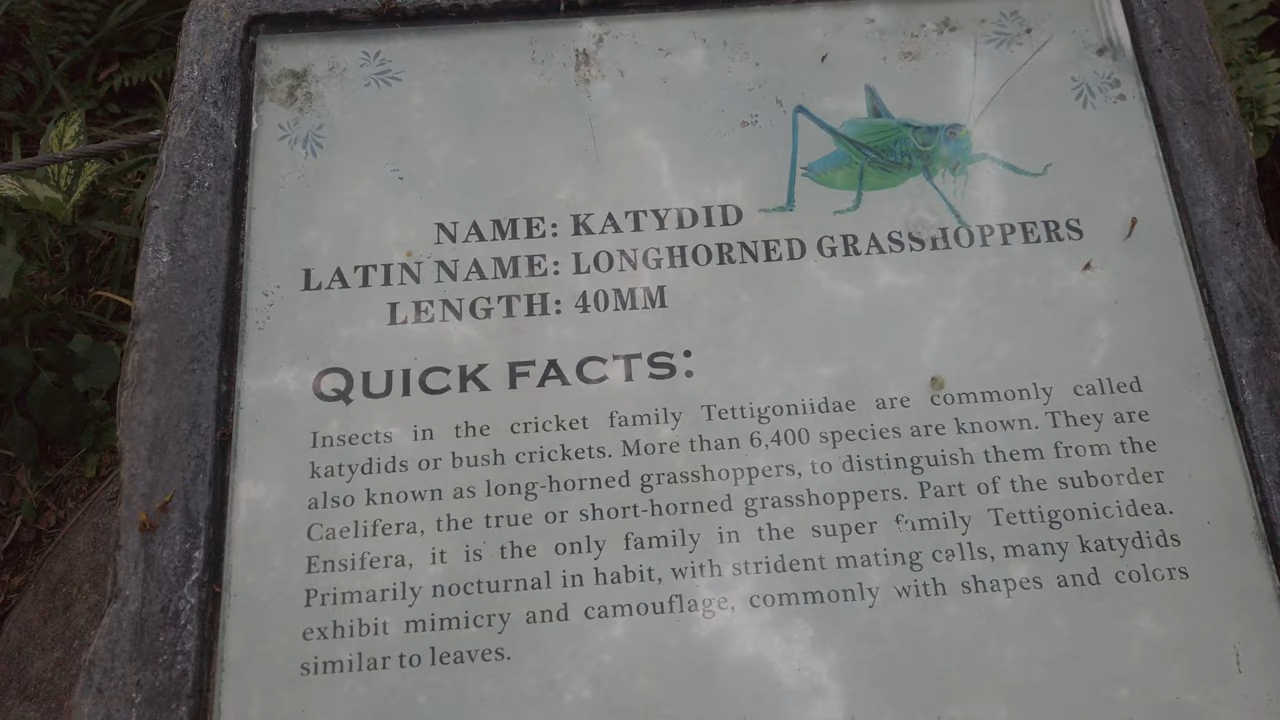 NAME: KATYDID
LATIN NAME: LONGHORNED GRASSHOPPERS
LENGTH: 40MM
QUICK FACTS:
Insects in the cricket family Tettigoniidae are commonly called
katydids or bush crickets. More than 6,400 species are known. They are
also known as long-horned grasshoppers, to distinguish them from the
Caelifera, the true or short-horned grasshoppers. Part of the suborder
Ensifera, it is the only family in the super family Tettigonicidea.
Primarily nocturnal in habit, with strident mating calls, many katydids
exhibit mimicry and camouflage, commonly with shapes and colors
similar to leaves.